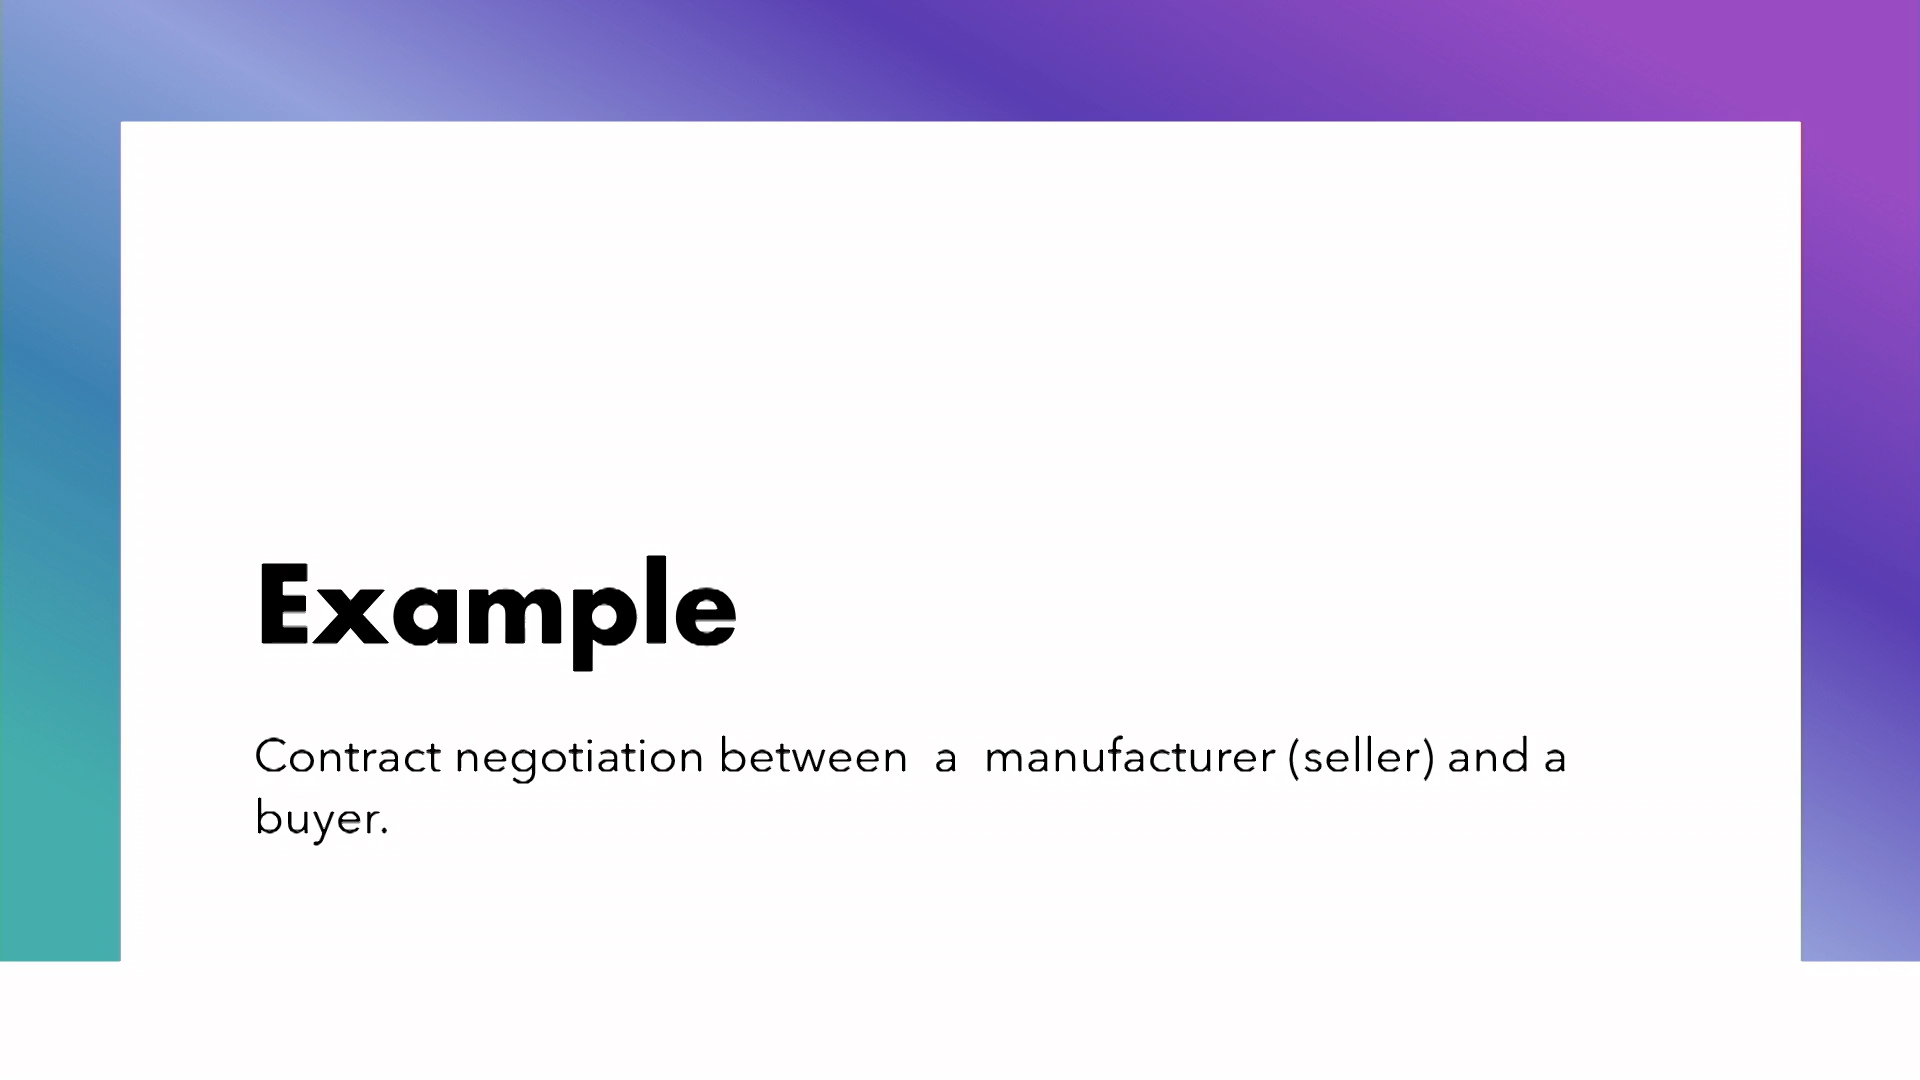 Example
Contract negotiation between a manufacturer (seller) and a
buyer.